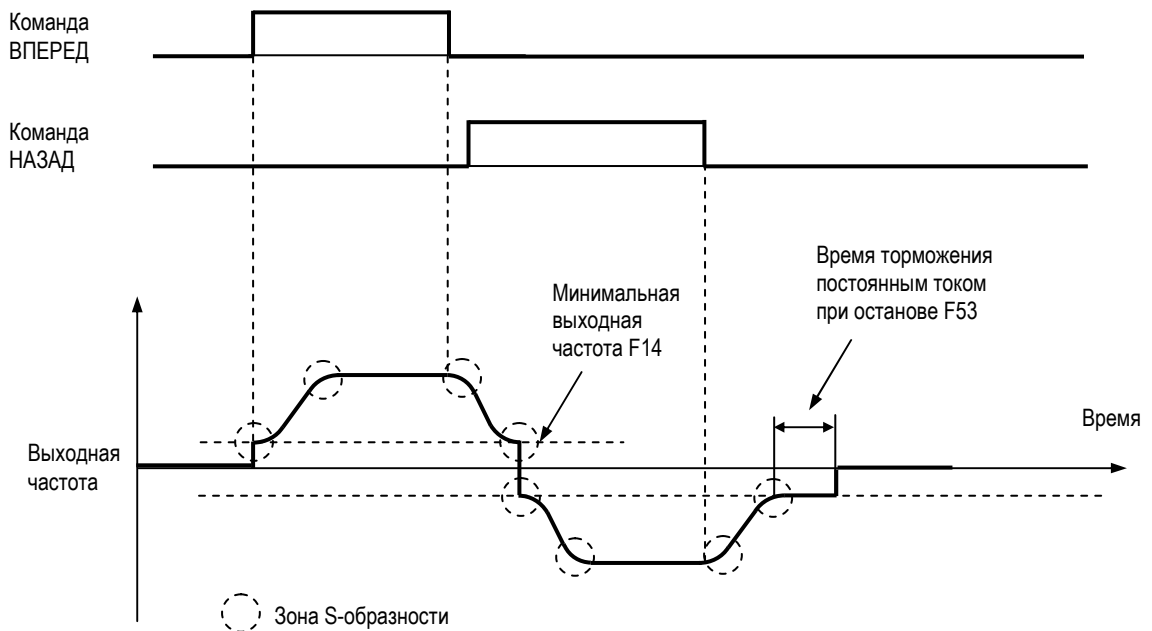 Команда
ВПЕРЕД
Команда
НАЗАД
Время торможения
постоянным током
при останове F53
Минимальная
выходная
частота F14
Время
Выходная
частота
Зона S-образности